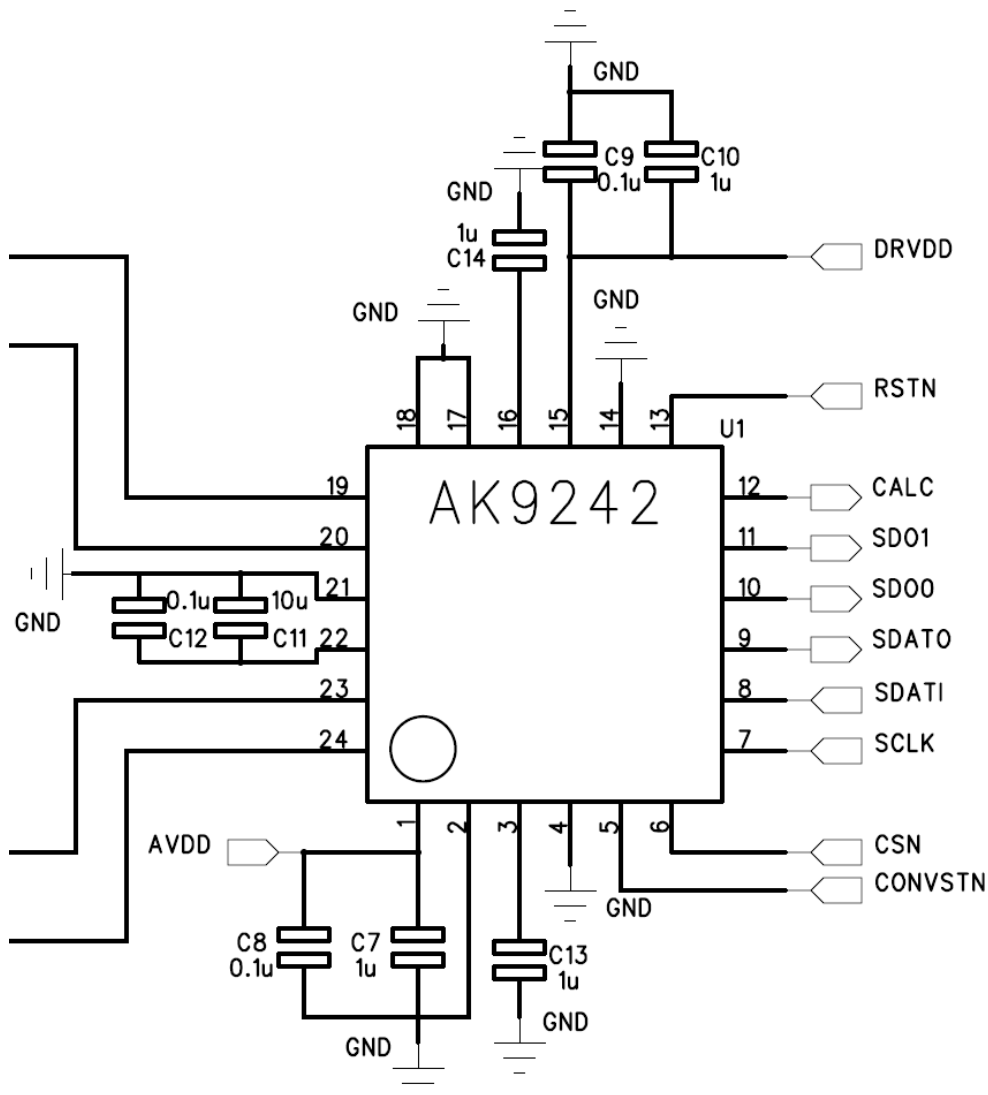 GND
C9
0.1u
C10
1u
GND
1u
C14
DRVDD
GND
GND
RSTN
18
17
16
15
14
13
U1
AK9242
19
12
CALC
20
11
SDO1
21
10
SDO0
0.1u
10u
GND
C12
C11
22
9
SDATO
23
8
SDATI
24
7
SCLK
1
2
3
4
5
6
AVDD
CSN
CONVSTN
GND
C8
0.1u
C7
1u
C13
1u
GND
GND